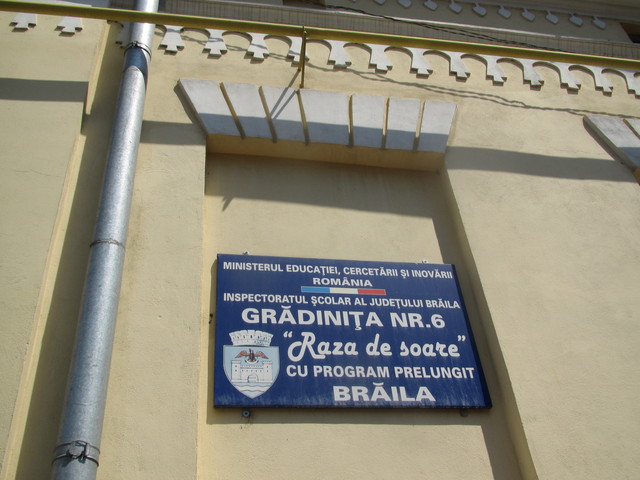 MINISTERUL EDUCAŢIEI, CERCETĂRII ŞI INOVĂRII
ROMÂNIA
INSPECTORATUL ŞCOLAR AL JUDEŢULUI BRĂILA
GRĂDINIŢA NR.6
"Raza de soare"
CU PROGRAM PRELUNGIT
BRĂILA